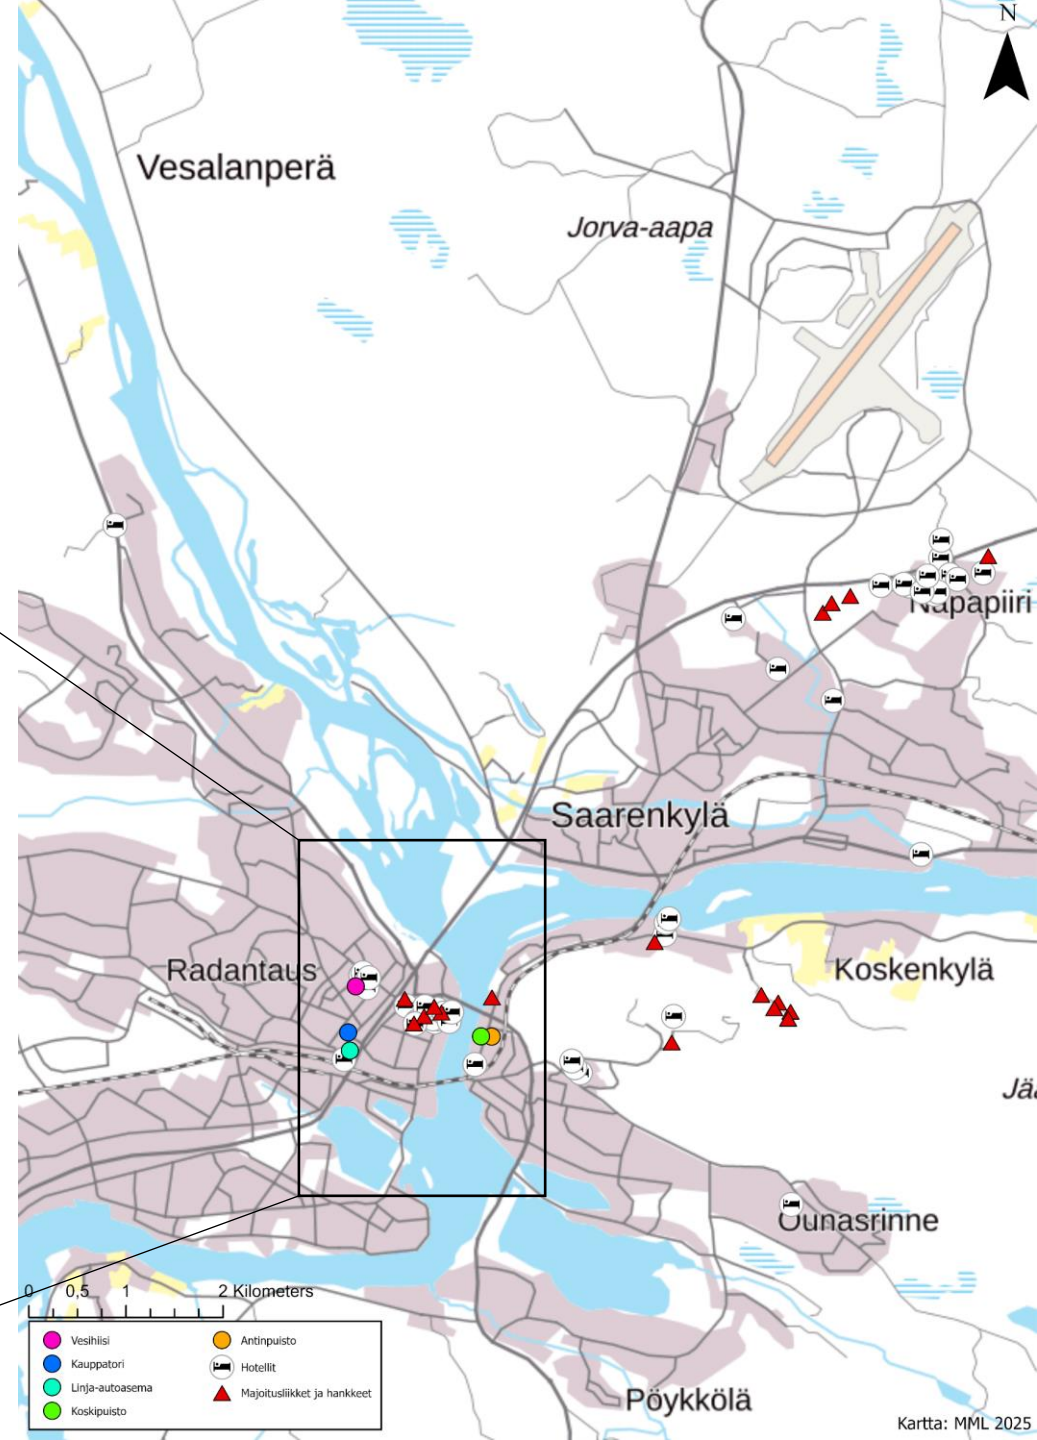 N
Vesalanperä
Jorva-aapa
Napapiiri
Saarenkylä
Radantaus
Koskenkylä
Ounasrinne
0 0,5 1 2 Kilometers
Vesihiisi
Kauppatori
Linja-autoasema
Koskipuisto
Antinpuisto
Hotellit
Majoitusliikket ja hankkeet
Pöykkölä
Kartta: MML 2025